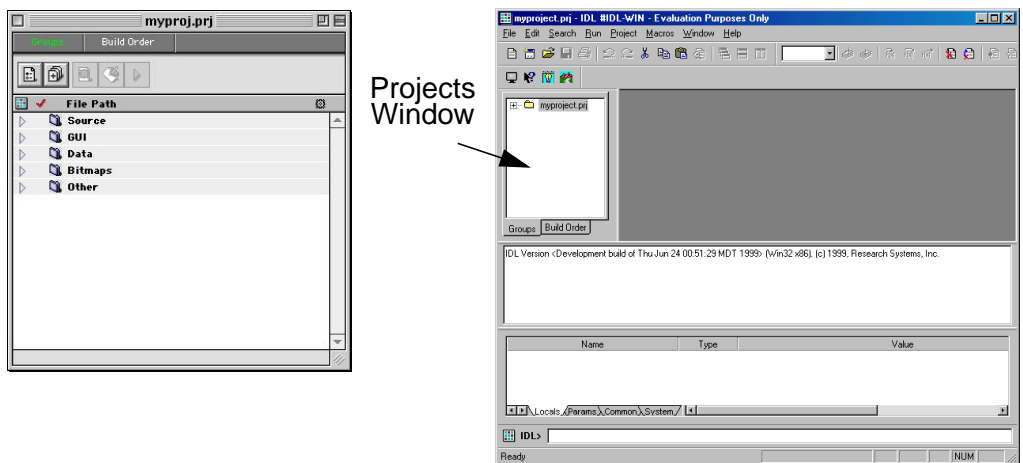 myproj.prj
Groups Build Order
File Path
Source
GUI
Data
Bitmaps
Other
Projects
Window
myproject.prj - IDL #IDL-WIN - Evaluation Purposes Only
File Edit Search Run Project Macros Window Help
myproject.prj
Groups Build Order
IDL Version <Development build of Thu Jun 24 00:51:29 MDT 1999> (Win32 x86). (c) 1999, Research Systems, Inc.
Name Type Value
Locals Params Common System
IDL>
Ready NUM